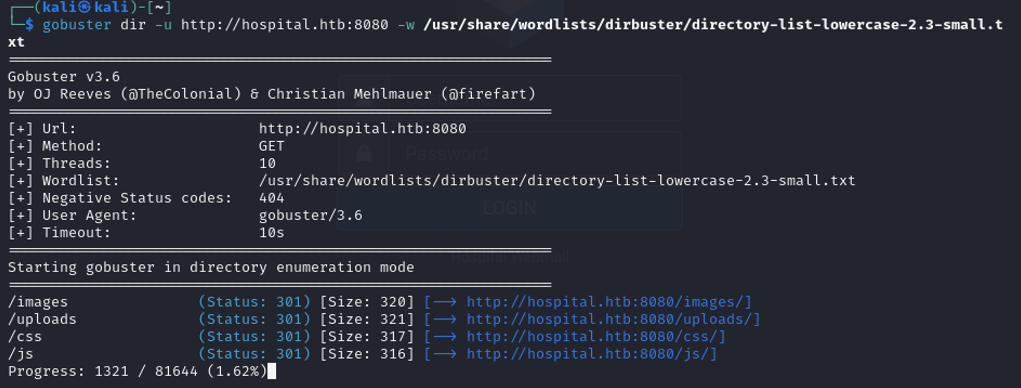 ┌──(kali㉿kali)-[~]
└─$ gobuster dir -u http://hospital.htb:8080 -w /usr/share/wordlists/dirbuster/directory-list-lowercase-2.3-small.t
xt
===============================================================
Gobuster v3.6
by OJ Reeves (@TheColonial) & Christian Mehlmauer (@firefart)
===============================================================
[+] Url:                     http://hospital.htb:8080
[+] Method:                  GET
[+] Threads:                 10
[+] Wordlist:                /usr/share/wordlists/dirbuster/directory-list-lowercase-2.3-small.txt
[+] Negative Status codes:   404
[+] User Agent:              gobuster/3.6
[+] Timeout:                 10s
Password
LOGIN
Hospital Webmail
===============================================================
Starting gobuster in directory enumeration mode
===============================================================
/images               (Status: 301) [Size: 320] [--> http://hospital.htb:8080/images/]
/uploads              (Status: 301) [Size: 321] [--> http://hospital.htb:8080/uploads/]
/css                  (Status: 301) [Size: 317] [--> http://hospital.htb:8080/css/]
/js                   (Status: 301) [Size: 316] [--> http://hospital.htb:8080/js/]
Progress: 1321 / 81644 (1.62%)